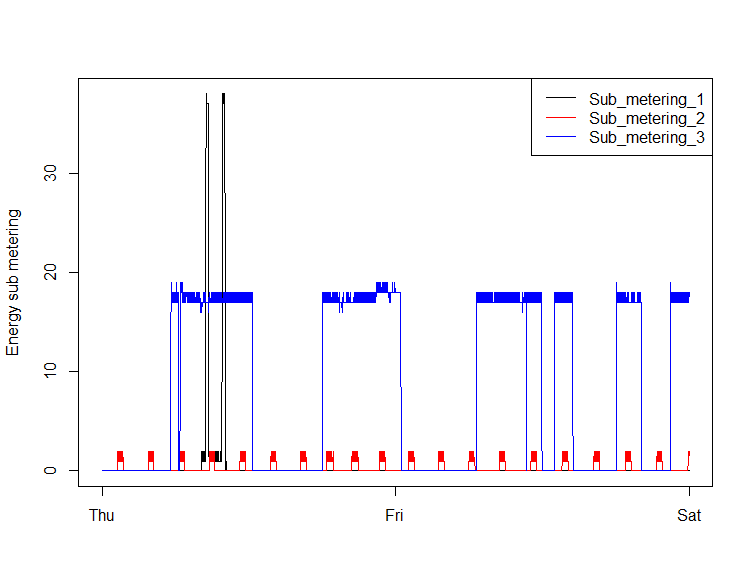 Sub_metering_1
Sub_metering_2
Sub_metering_3
Energy sub metering
30
20
10
0
Thu Fri Sat